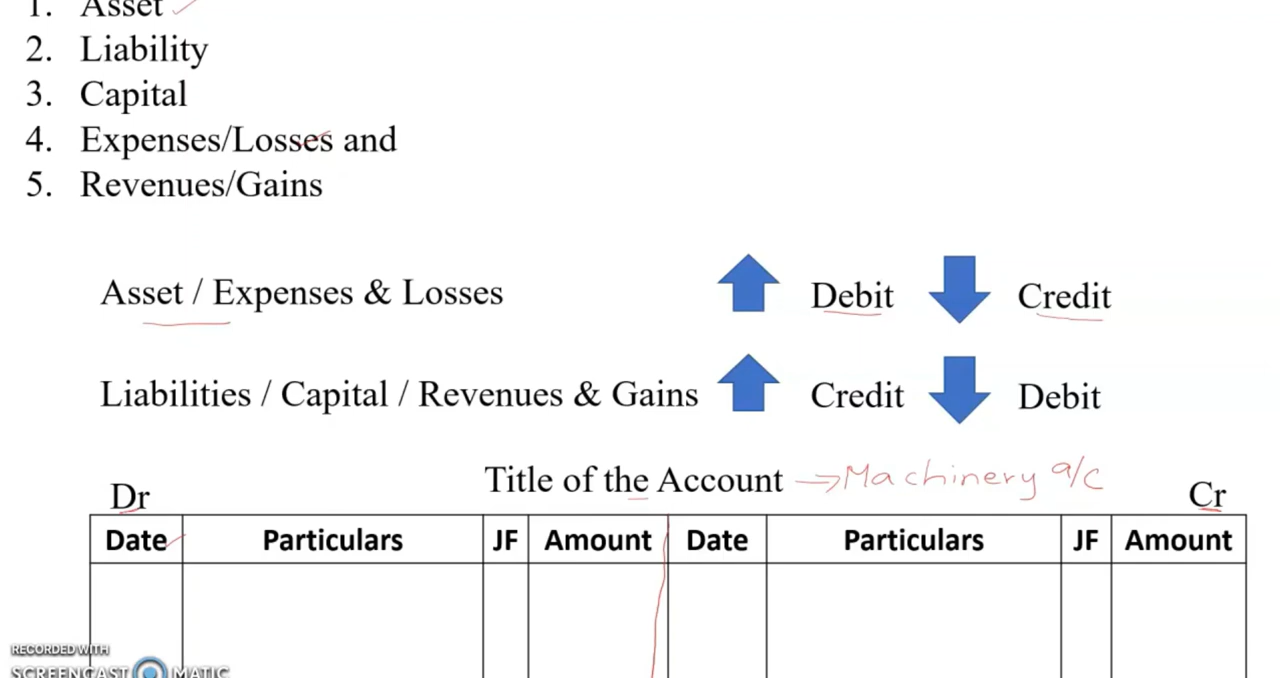 1. Asset
2. Liability
3. Capital
4. Expenses/Losses and
5. Revenues/Gains
Asset / Expenses & Losses Debit Credit
Liabilities / Capital / Revenues & Gains Credit Debit
Title of the Account → Machinery a/c
Dr Cr
Date Particulars JF Amount Date Particulars JF Amount
RECORDED WITH
SCREENCAST MATIC